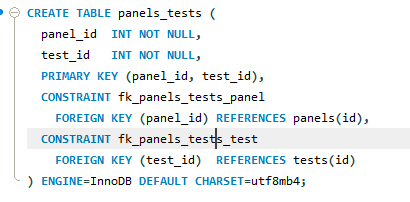 CREATE TABLE panels_tests (
panel_id INT NOT NULL,
test_id INT NOT NULL,
PRIMARY KEY (panel_id, test_id),
CONSTRAINT fk_panels_tests_panel
FOREIGN KEY (panel_id) REFERENCES panels(id),
CONSTRAINT fk_panels_tests_test
FOREIGN KEY (test_id) REFERENCES tests(id)
) ENGINE=InnoDB DEFAULT CHARSET=utf8mb4;